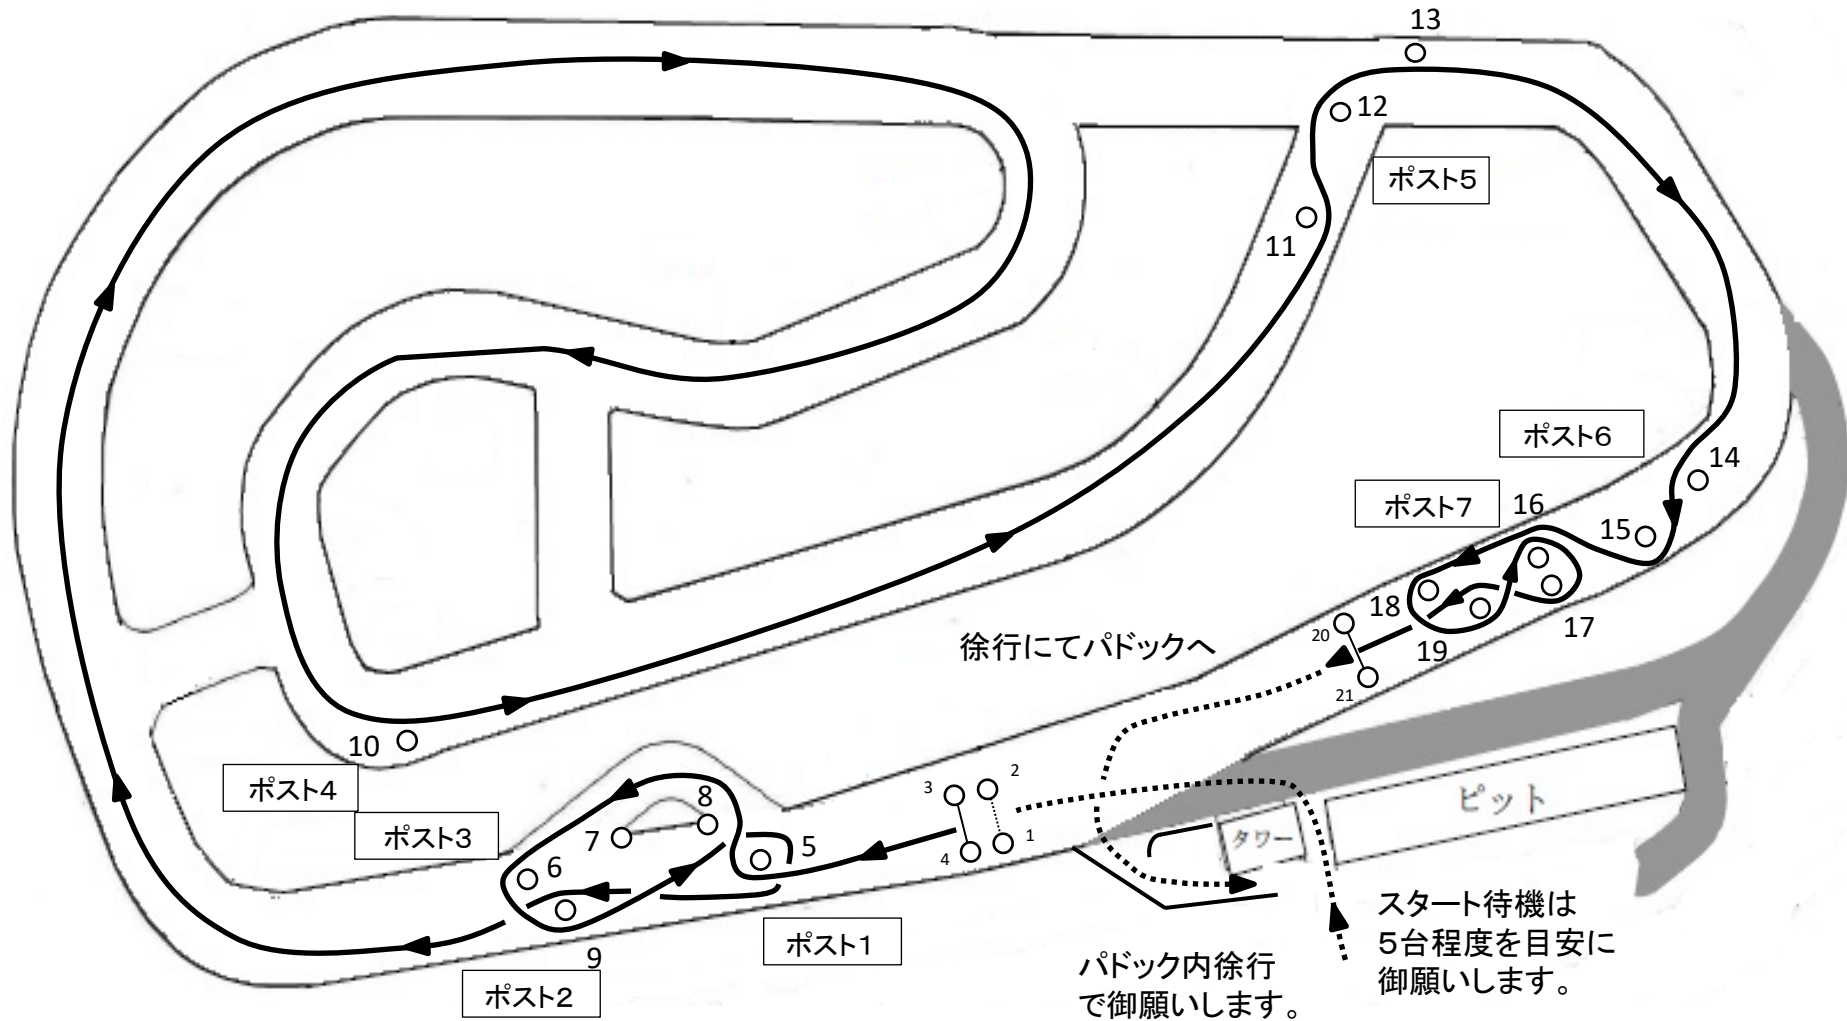 13
12
ポスト5
11
ポスト6
14
ポスト7
16
15
18
17
20
19
徐行にてパドックへ
21
10
ポスト4
3
2
8
ピット
ポスト3
7
5
4
1
タワー
6
スタート待機は
5台程度を目安に
御願いします。
ポスト1
9
パドック内徐行
で御願いします。
ポスト2